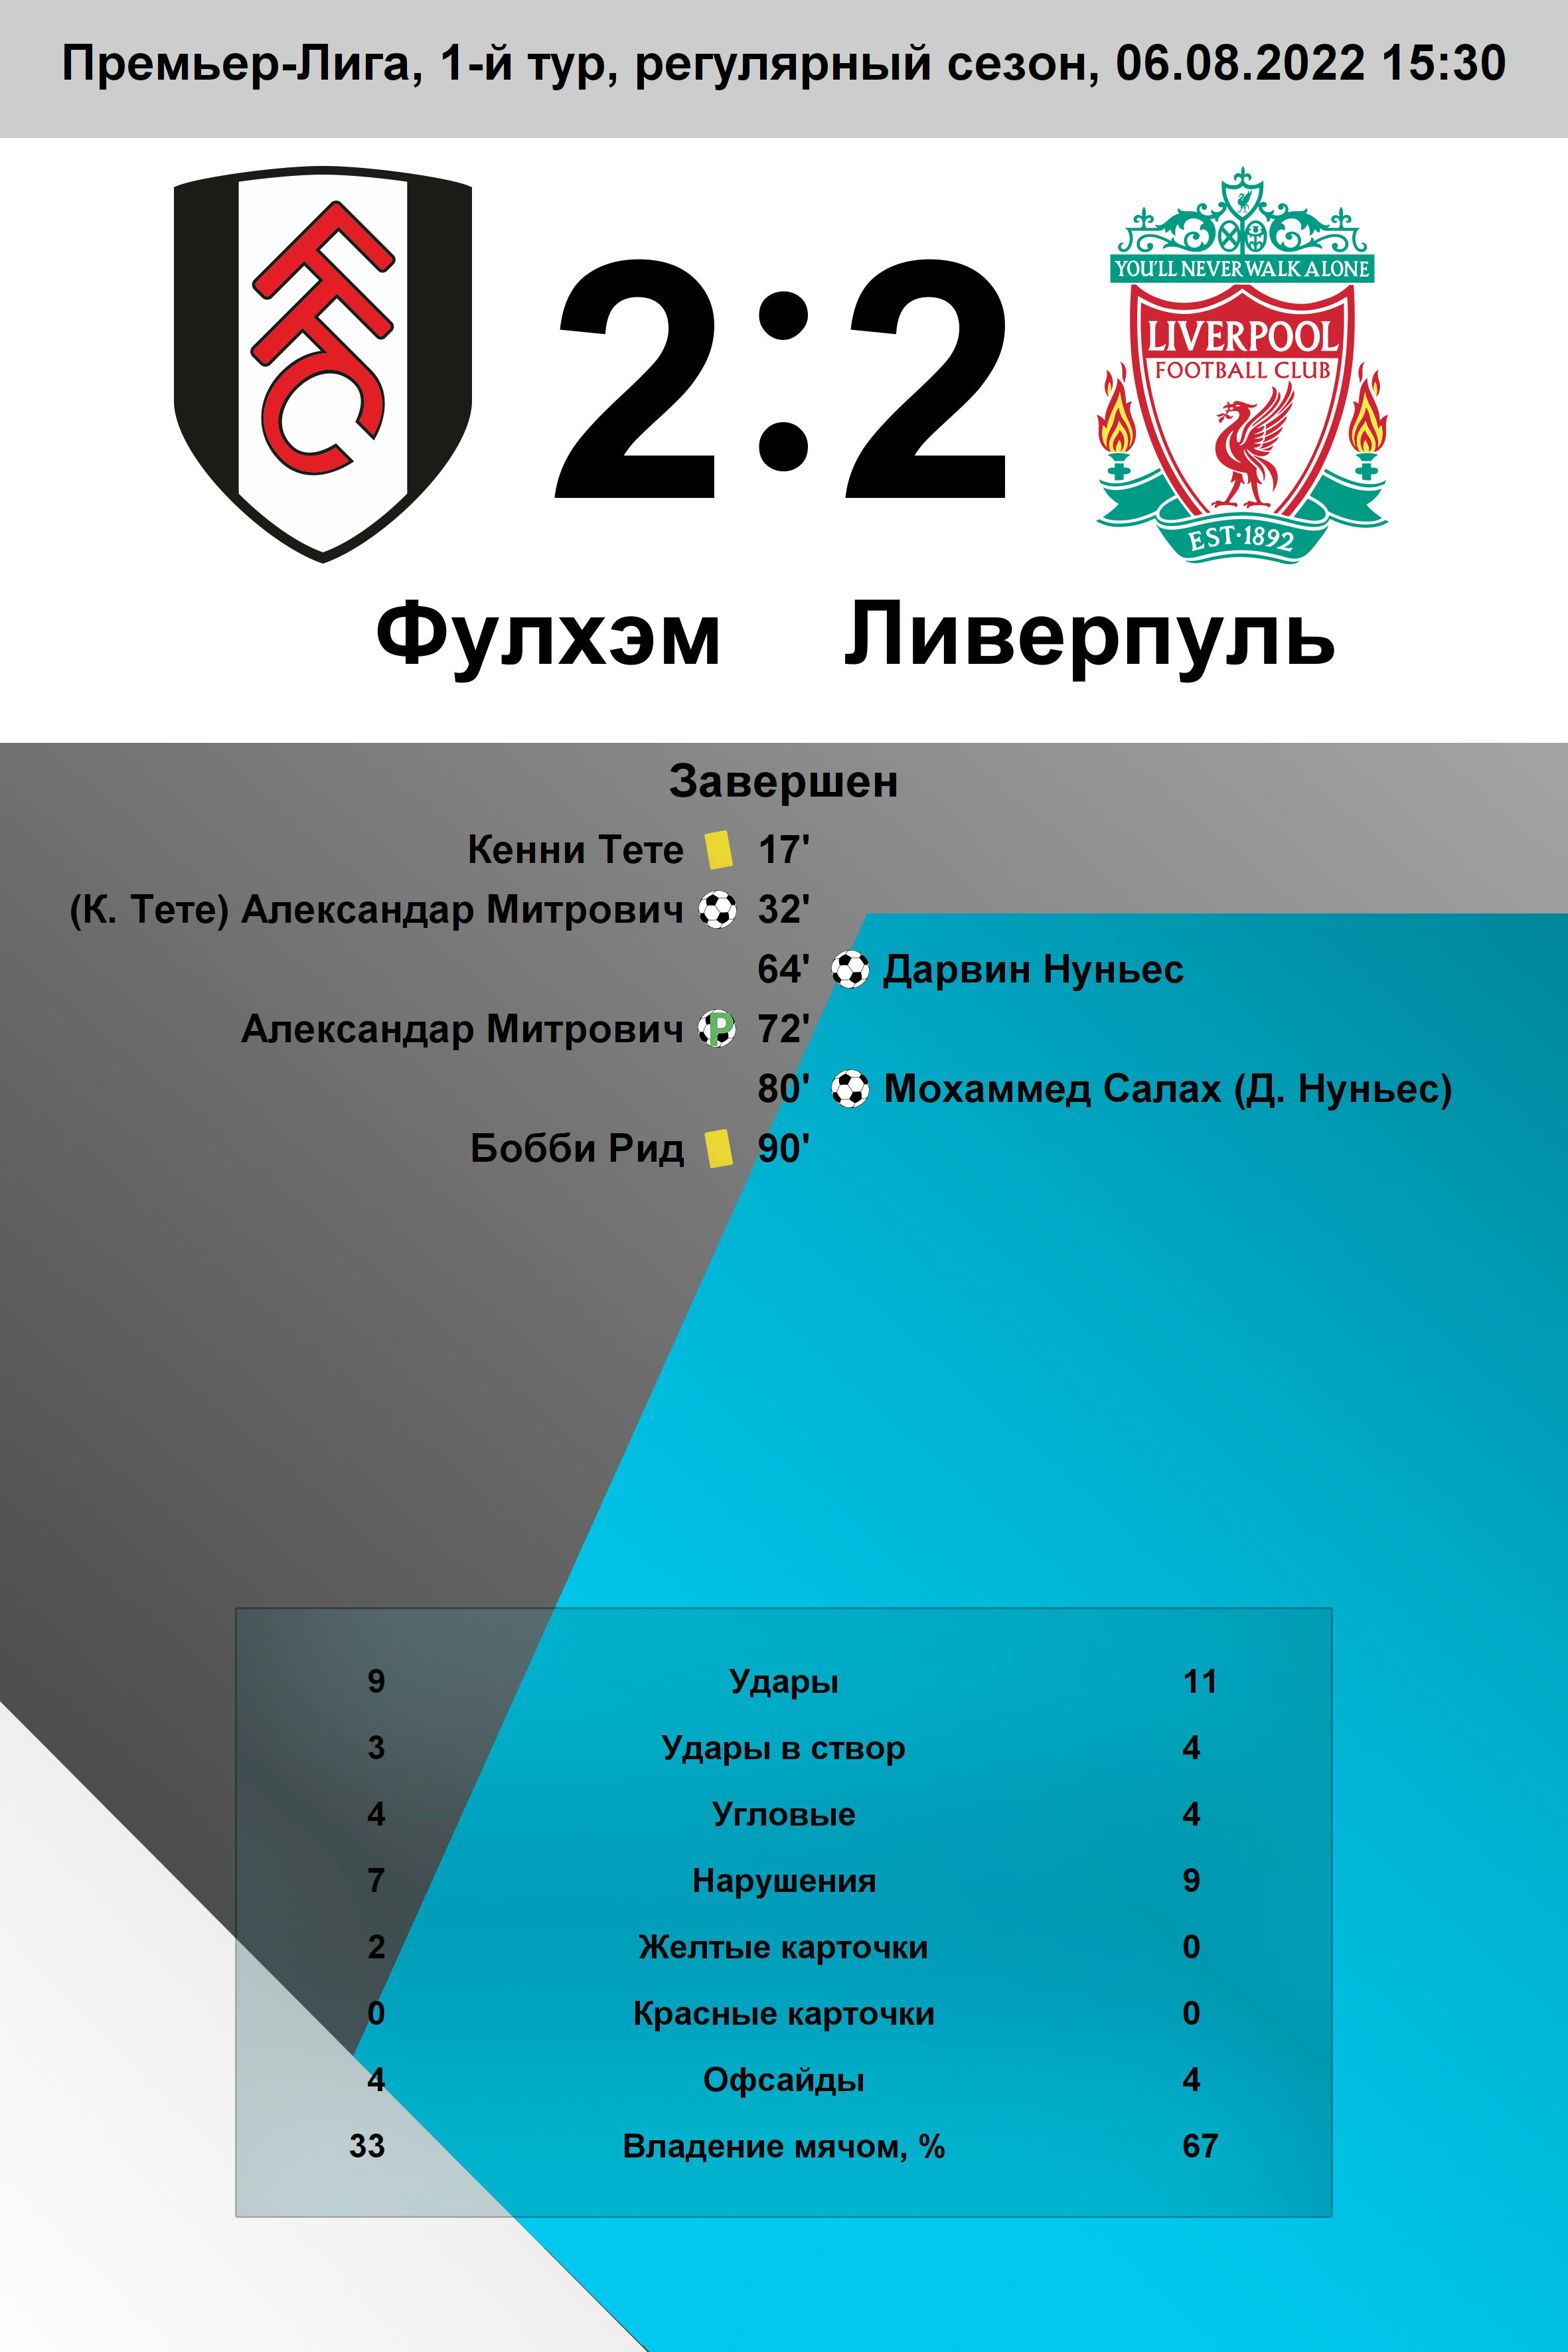 Премьер-Лига, 1-й тур, регулярный сезон, 06.08.2022 15:30
FFC
2:2
YOU'LL NEVER WALK ALONE
LIVERPOOL
FOOTBALL CLUB
EST·1892
Фулхэм Ливерпуль
Завершен
Кенни Тете 17'
(К. Тете) Александар Митрович 32'
64' Дарвин Нуньес
Александар Митрович P 72'
80' Мохаммед Салах (Д. Нуньес)
Бобби Рид 90'
9 Удары 11
3 Удары в створ 4
4 Угловые 4
7 Нарушения 9
2 Желтые карточки 0
0 Красные карточки 0
4 Офсайды 4
33 Владение мячом, % 67